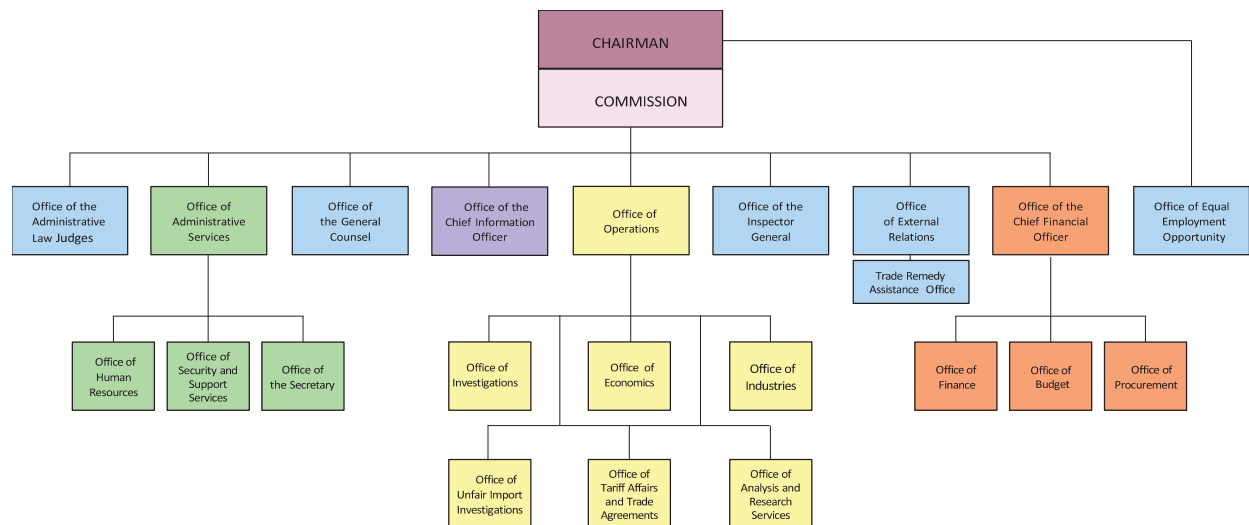 CHAIRMAN
COMMISSION
Office of the
Administrative
Law Judges
Office of
Administrative
Services
Office of
the General
Counsel
Office of the
Chief Information
Officer
Office of
Operations
Office of the
Inspector
General
Office
of External
Relations
Office of the
Chief Financial
Officer
Office of Equal
Employment
Opportunity
Trade Remedy
Assistance Office
Office of
Human
Resources
Office of
Security and
Support
Services
Office of
the Secretary
Office of
Investigations
Office of
Economics
Office of
Industries
Office of
Finance
Office of
Budget
Office of
Procurement
Office of
Unfair Import
Investigations
Office of
Tariff Affairs
and Trade
Agreements
Office of
Analysis and
Research
Services